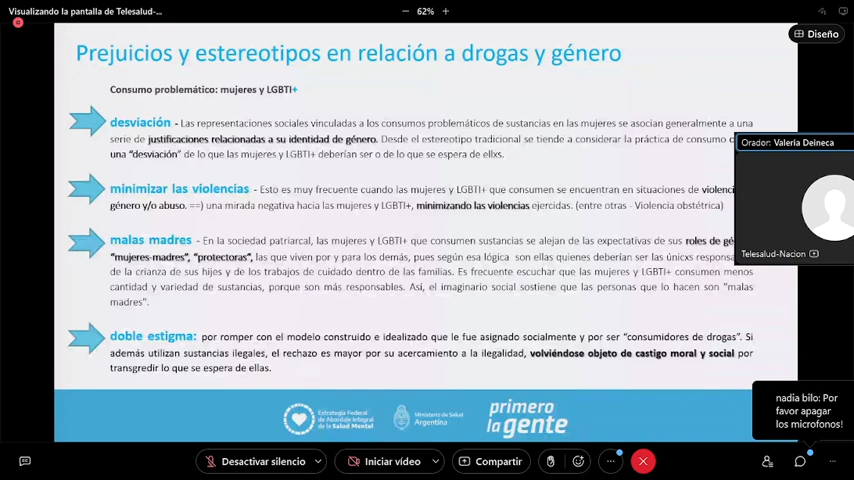 Visualizando la pantalla de Telesalud-...
62%
Diseño
Prejuicios y estereotipos en relación a drogas y género
Consumo problemático: mujeres y LGBTI+
desviación - Las representaciones sociales vinculadas a los consumos problemáticos de sustancias en las mujeres se asocian generalmente a una
serie de justificaciones relacionadas a su identidad de género. Desde el estereotipo tradicional se tiende a considerar la práctica de consumo
una "desviación" de lo que las mujeres y LGBTI+ deberían ser o de lo que se espera de ellxs.
Orador: Valeria Deineca
minimizar las violencias - Esto es muy frecuente cuando las mujeres y LGBTI+ que consumen se encuentran en situaciones de violenci
género y/o abuso. ==) una mirada negativa hacia las mujeres y LGBTI+, minimizando las violencias ejercidas. (entre otras - Violencia obstétrica)
malas madres - En la sociedad patriarcal, las mujeres y LGBTI+ que consumen sustancias se alejan de las expectativas de sus roles de gé
"mujeres-madres", "protectoras", las que viven por y para los demás, pues según esa lógica son ellas quienes deberían ser las únicxs respons
Telesalud-Nacion
de la crianza de sus hijes y de los trabajos de cuidado dentro de las familias. Es frecuente escuchar que las mujeres y LGBTI+ consumen menos
cantidad y variedad de sustancias, porque son más responsables. Así, el imaginario social sostiene que las personas que lo hacen son "malas
madres".
doble estigma: por romper con el modelo construido e idealizado que le fue asignado socialmente y por ser "consumidores de drogas". Si
además utilizan sustancias ilegales, el rechazo es mayor por su acercamiento a la ilegalidad, volviéndose objeto de castigo moral y social por
transgredir lo que se espera de ellas.
nadia bilo: Por
favor apagar
los microfonos!
Estrategia Federal
de Abordaje Integral
de la Salud Mental
Ministerio de Salud
Argentina
primero
la gente
Desactivar silencio
Iniciar vídeo
Compartir